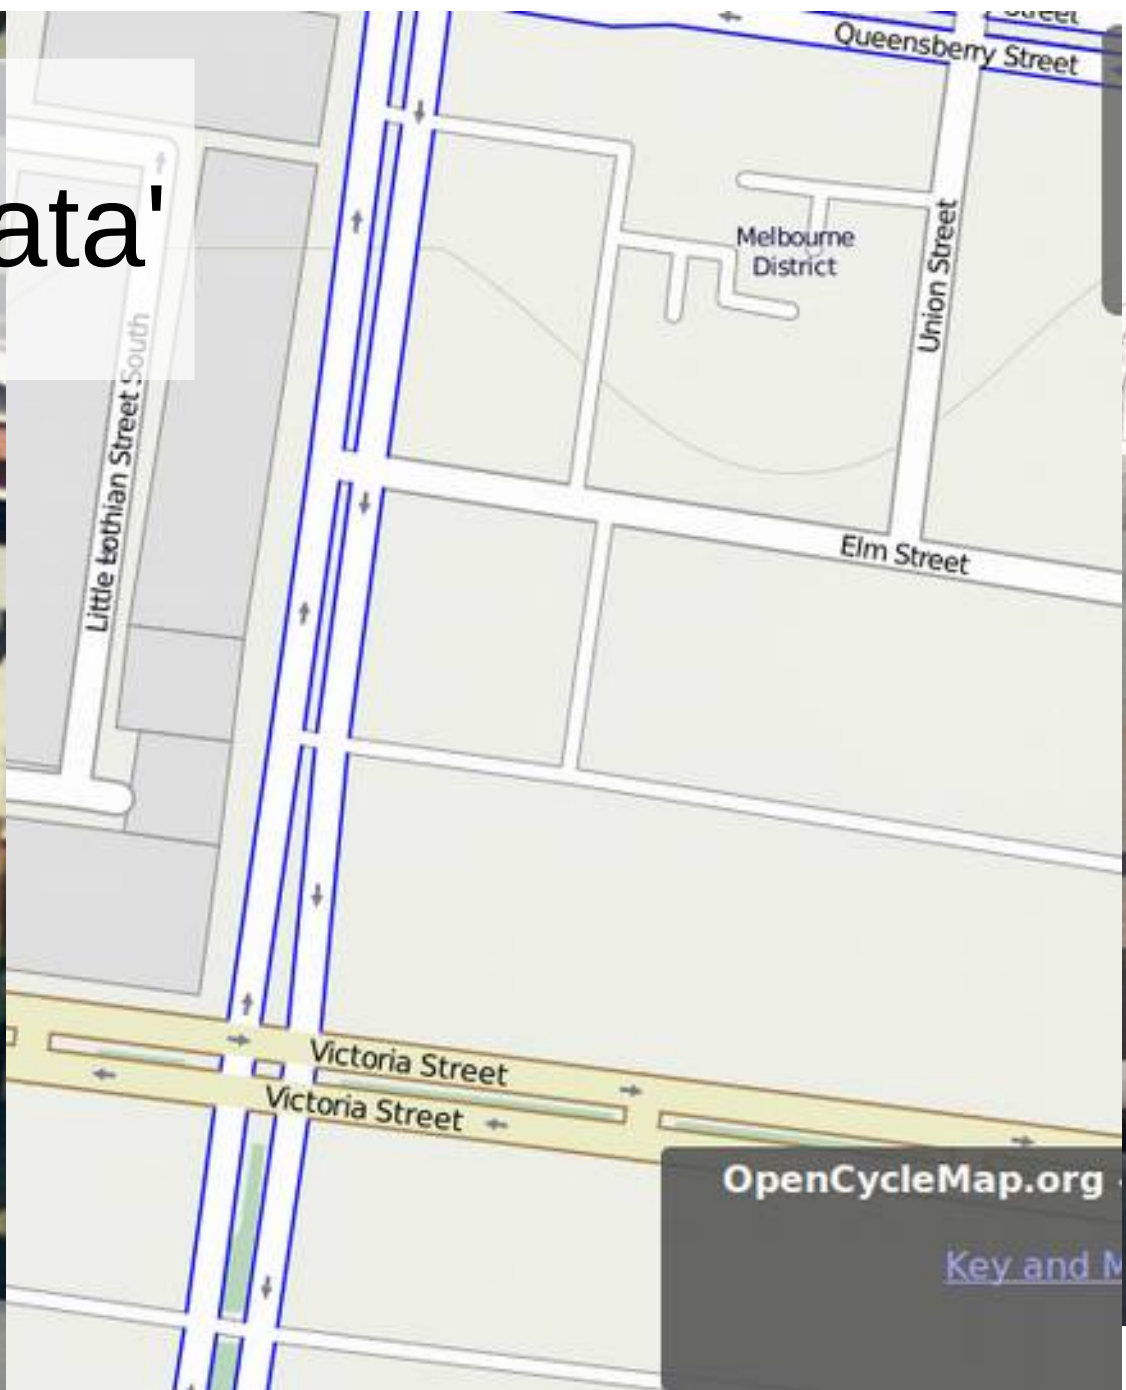 Street
Queensberry Street
ata'
Melbourne
District
Union Street
Little Lothian Street South
Elm Street
Victoria Street
Victoria Street
OpenCycleMap.org
Key and M